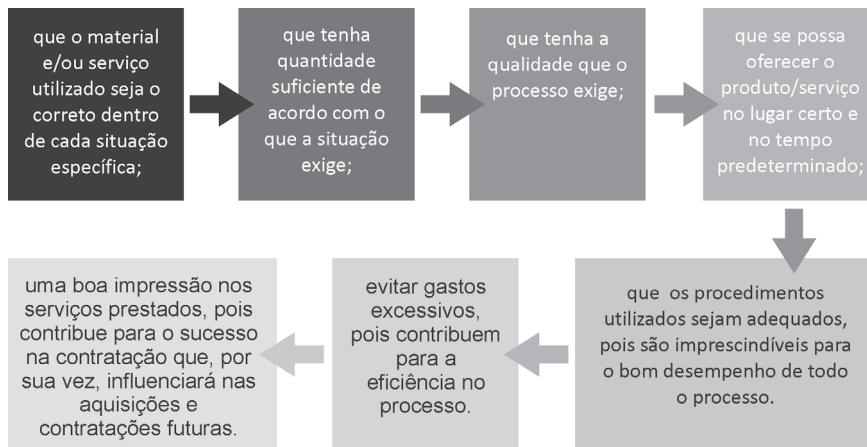 que o material
e/ou serviço
utilizado seja o
correto dentro
de cada situação
específica;
que tenha
quantidade
suficiente de
acordo com o
que a situação
exige;
que tenha a
qualidade que o
processo exige;
que se possa
oferecer o
produto/serviço
no lugar certo e
no tempo
predeterminado;
que os procedimentos
utilizados sejam adequados,
pois são imprescindíveis para
o bom desempenho de todo
o processo.
evitar gastos
excessivos,
pois contribuem
para a
eficiência no
processo.
uma boa impressão nos
serviços prestados, pois
contribue para o sucesso
na contratação que, por
sua vez, influenciará nas
aquisições e
contratações futuras.